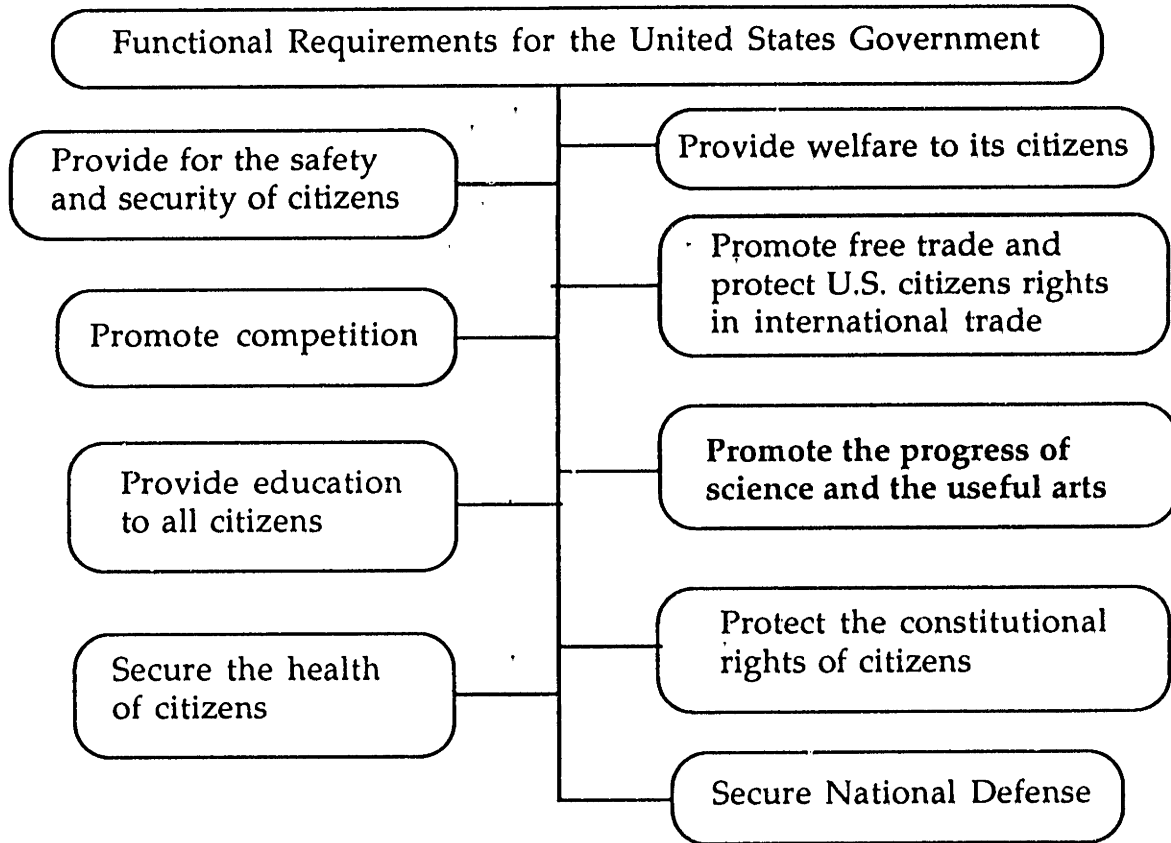 Functional Requirements for the United States Government
Provide for the safety
and security of citizens
Promote competition
Provide education
to all citizens
Secure the health
of citizens
Provide welfare to its citizens
Promote free trade and
protect U.S. citizens rights
in international trade
Promote the progress of
science and the useful arts
Protect the constitutional
rights of citizens
Secure National Defense